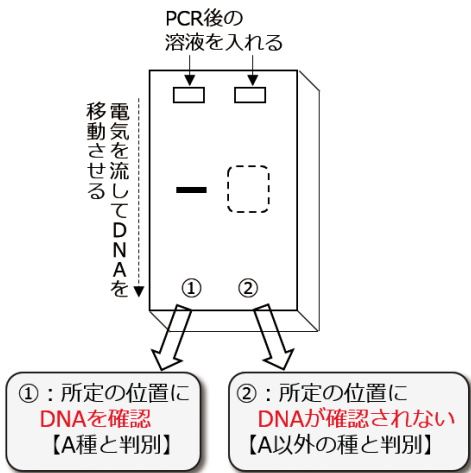 PCR後の
溶液を入れる
電気を流してDNAを
移動させる
① ②
①：所定の位置に
DNAを確認
【A種と判別】
②：所定の位置に
DNAが確認されない
【A以外の種と判別】